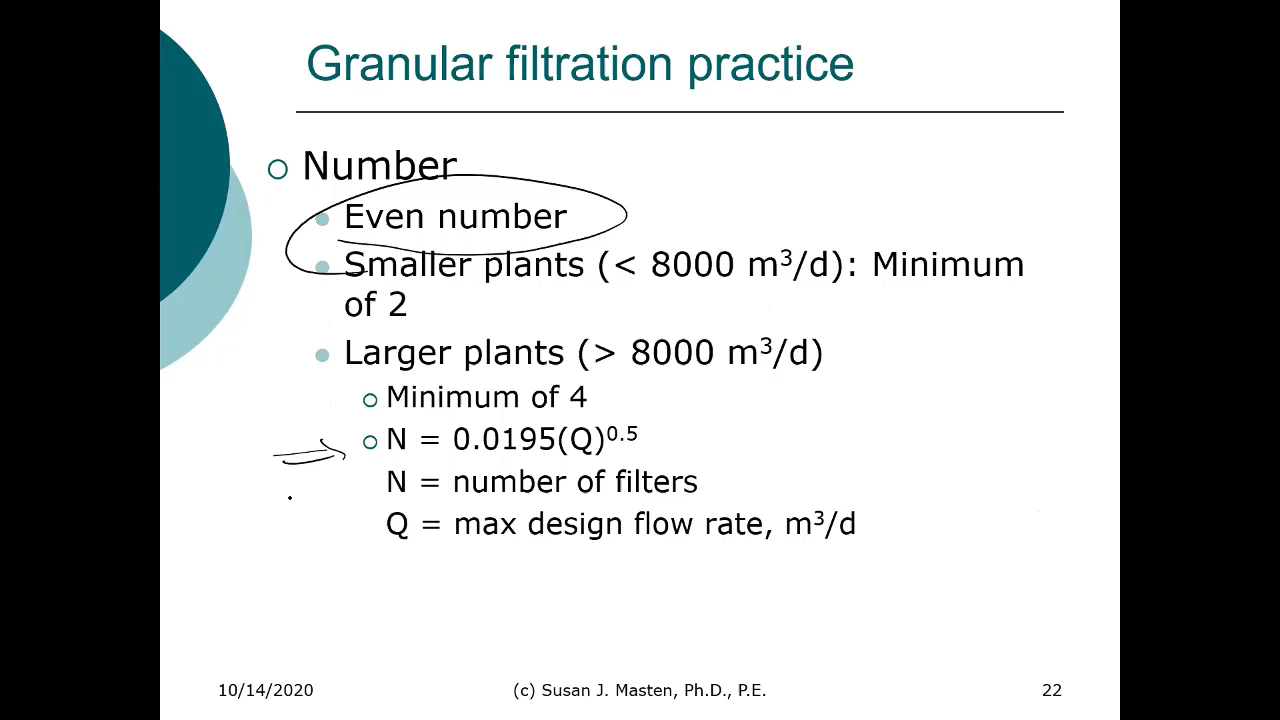 Granular filtration practice
Number
Even number
Smaller plants (< 8000 m³/d): Minimum
of 2
Larger plants (> 8000 m³/d)
Minimum of 4
N = 0.0195(Q)⁰·⁵
N = number of filters
Q = max design flow rate, m³/d
10/14/2020 (c) Susan J. Masten, Ph.D., P.E. 22